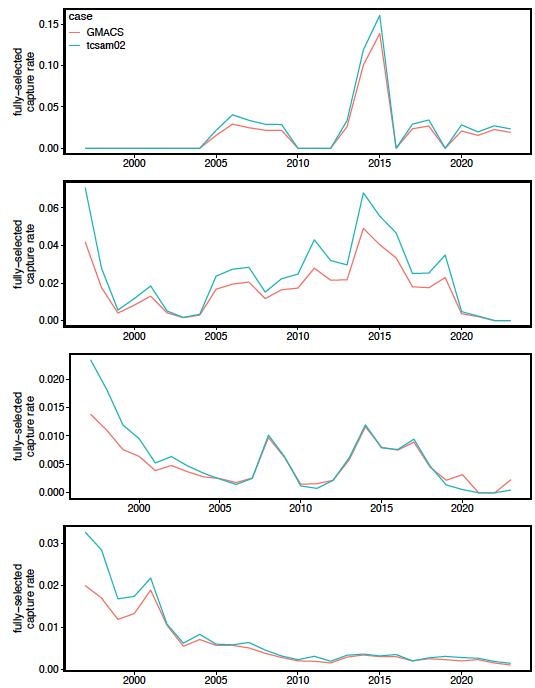 fully−selected
capture rate
case
GMACS
tcsam02
0.15
0.10
0.05
0.00
2000 2005 2010 2015 2020
fully−selected
capture rate
0.06
0.04
0.02
0.00
2000 2005 2010 2015 2020
fully−selected
capture rate
0.020
0.015
0.010
0.005
0.000
2000 2005 2010 2015 2020
fully−selected
capture rate
0.03
0.02
0.01
0.00
2000 2005 2010 2015 2020